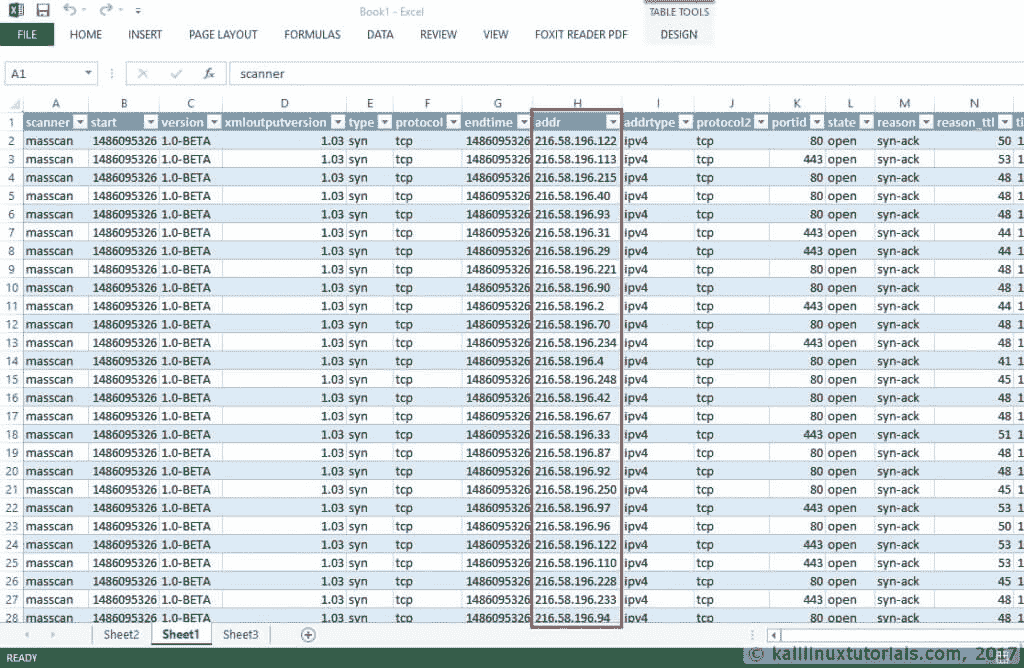 Book1 - Excel
TABLE TOOLS
FILE HOME INSERT PAGE LAYOUT FORMULAS DATA REVIEW VIEW FOXIT READER PDF DESIGN
A1 fx scanner
A B C D E F G H I J K L M N
1 scanner start version xmloutputversion type protocol endtime addr addrtype protocol2 portid state reason reason_ttl ti
2 masscan 1486095326 1.0-BETA 1.03 syn tcp 1486095326 216.58.196.122 ipv4 tcp 80 open syn-ack 50 1
3 masscan 1486095326 1.0-BETA 1.03 syn tcp 1486095326 216.58.196.113 ipv4 tcp 443 open syn-ack 53 1
4 masscan 1486095326 1.0-BETA 1.03 syn tcp 1486095326 216.58.196.215 ipv4 tcp 80 open syn-ack 48 1
5 masscan 1486095326 1.0-BETA 1.03 syn tcp 1486095326 216.58.196.40 ipv4 tcp 80 open syn-ack 48 1
6 masscan 1486095326 1.0-BETA 1.03 syn tcp 1486095326 216.58.196.93 ipv4 tcp 80 open syn-ack 48 1
7 masscan 1486095326 1.0-BETA 1.03 syn tcp 1486095326 216.58.196.31 ipv4 tcp 443 open syn-ack 44 1
8 masscan 1486095326 1.0-BETA 1.03 syn tcp 1486095326 216.58.196.29 ipv4 tcp 443 open syn-ack 44 1
9 masscan 1486095326 1.0-BETA 1.03 syn tcp 1486095326 216.58.196.221 ipv4 tcp 80 open syn-ack 48 1
10 masscan 1486095326 1.0-BETA 1.03 syn tcp 1486095326 216.58.196.90 ipv4 tcp 80 open syn-ack 48 1
11 masscan 1486095326 1.0-BETA 1.03 syn tcp 1486095326 216.58.196.2 ipv4 tcp 443 open syn-ack 44 1
12 masscan 1486095326 1.0-BETA 1.03 syn tcp 1486095326 216.58.196.70 ipv4 tcp 80 open syn-ack 48 1
13 masscan 1486095326 1.0-BETA 1.03 syn tcp 1486095326 216.58.196.234 ipv4 tcp 443 open syn-ack 48 1
14 masscan 1486095326 1.0-BETA 1.03 syn tcp 1486095326 216.58.196.4 ipv4 tcp 80 open syn-ack 41 1
15 masscan 1486095326 1.0-BETA 1.03 syn tcp 1486095326 216.58.196.248 ipv4 tcp 80 open syn-ack 45 1
16 masscan 1486095326 1.0-BETA 1.03 syn tcp 1486095326 216.58.196.42 ipv4 tcp 80 open syn-ack 48 1
17 masscan 1486095326 1.0-BETA 1.03 syn tcp 1486095326 216.58.196.67 ipv4 tcp 80 open syn-ack 48 1
18 masscan 1486095326 1.0-BETA 1.03 syn tcp 1486095326 216.58.196.33 ipv4 tcp 443 open syn-ack 51 1
19 masscan 1486095326 1.0-BETA 1.03 syn tcp 1486095326 216.58.196.87 ipv4 tcp 80 open syn-ack 48 1
20 masscan 1486095326 1.0-BETA 1.03 syn tcp 1486095326 216.58.196.92 ipv4 tcp 80 open syn-ack 48 1
21 masscan 1486095326 1.0-BETA 1.03 syn tcp 1486095326 216.58.196.250 ipv4 tcp 80 open syn-ack 45 1
22 masscan 1486095326 1.0-BETA 1.03 syn tcp 1486095326 216.58.196.97 ipv4 tcp 443 open syn-ack 53 1
23 masscan 1486095326 1.0-BETA 1.03 syn tcp 1486095326 216.58.196.96 ipv4 tcp 80 open syn-ack 50 1
24 masscan 1486095326 1.0-BETA 1.03 syn tcp 1486095326 216.58.196.122 ipv4 tcp 443 open syn-ack 53 1
25 masscan 1486095326 1.0-BETA 1.03 syn tcp 1486095326 216.58.196.110 ipv4 tcp 443 open syn-ack 53 1
26 masscan 1486095326 1.0-BETA 1.03 syn tcp 1486095326 216.58.196.228 ipv4 tcp 80 open syn-ack 45 1
27 masscan 1486095326 1.0-BETA 1.03 syn tcp 1486095326 216.58.196.233 ipv4 tcp 443 open syn-ack 48 1
28 masscan 1486095326 1.0-BETA 1.03 syn tcp 1486095326 216.58.196.94 ipv4 tcp 80 open syn-ack 48 1
Sheet2 Sheet1 Sheet3
READY
© kalilinuxtutorials.com, 2017